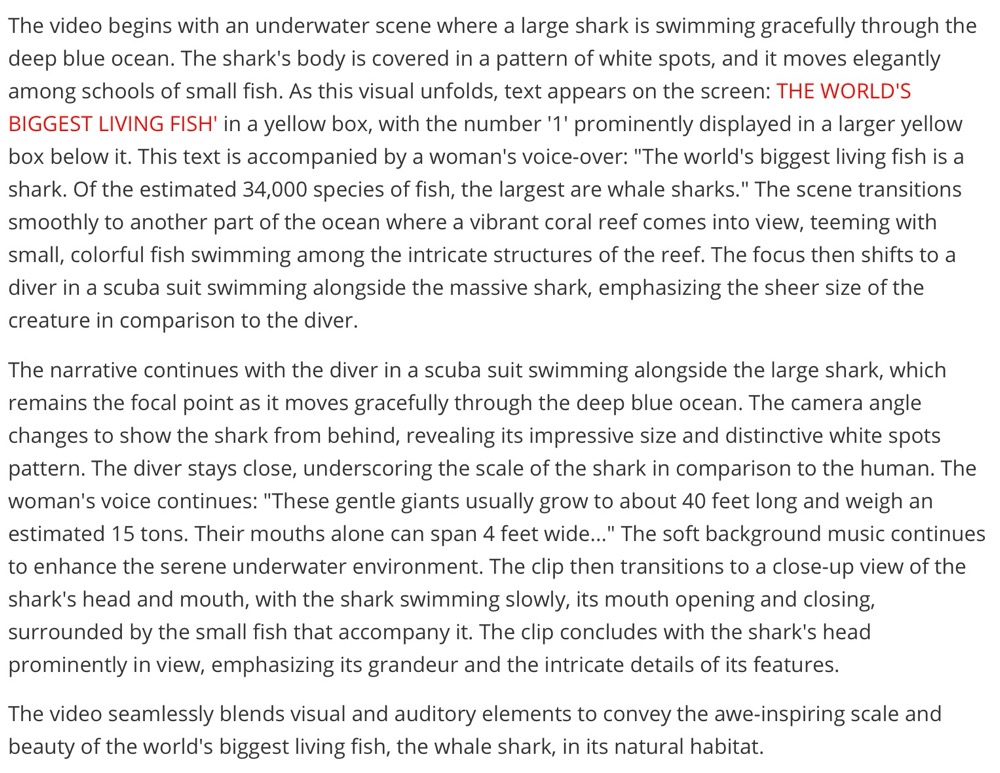 The video begins with an underwater scene where a large shark is swimming gracefully through the
deep blue ocean. The shark's body is covered in a pattern of white spots, and it moves elegantly
among schools of small fish. As this visual unfolds, text appears on the screen: THE WORLD'S
BIGGEST LIVING FISH' in a yellow box, with the number '1' prominently displayed in a larger yellow
box below it. This text is accompanied by a woman's voice-over: "The world's biggest living fish is a
shark. Of the estimated 34,000 species of fish, the largest are whale sharks." The scene transitions
smoothly to another part of the ocean where a vibrant coral reef comes into view, teeming with
small, colorful fish swimming among the intricate structures of the reef. The focus then shifts to a
diver in a scuba suit swimming alongside the massive shark, emphasizing the sheer size of the
creature in comparison to the diver.
The narrative continues with the diver in a scuba suit swimming alongside the large shark, which
remains the focal point as it moves gracefully through the deep blue ocean. The camera angle
changes to show the shark from behind, revealing its impressive size and distinctive white spots
pattern. The diver stays close, underscoring the scale of the shark in comparison to the human. The
woman's voice continues: "These gentle giants usually grow to about 40 feet long and weigh an
estimated 15 tons. Their mouths alone can span 4 feet wide..." The soft background music continues
to enhance the serene underwater environment. The clip then transitions to a close-up view of the
shark's head and mouth, with the shark swimming slowly, its mouth opening and closing,
surrounded by the small fish that accompany it. The clip concludes with the shark's head
prominently in view, emphasizing its grandeur and the intricate details of its features.
The video seamlessly blends visual and auditory elements to convey the awe-inspiring scale and
beauty of the world's biggest living fish, the whale shark, in its natural habitat.